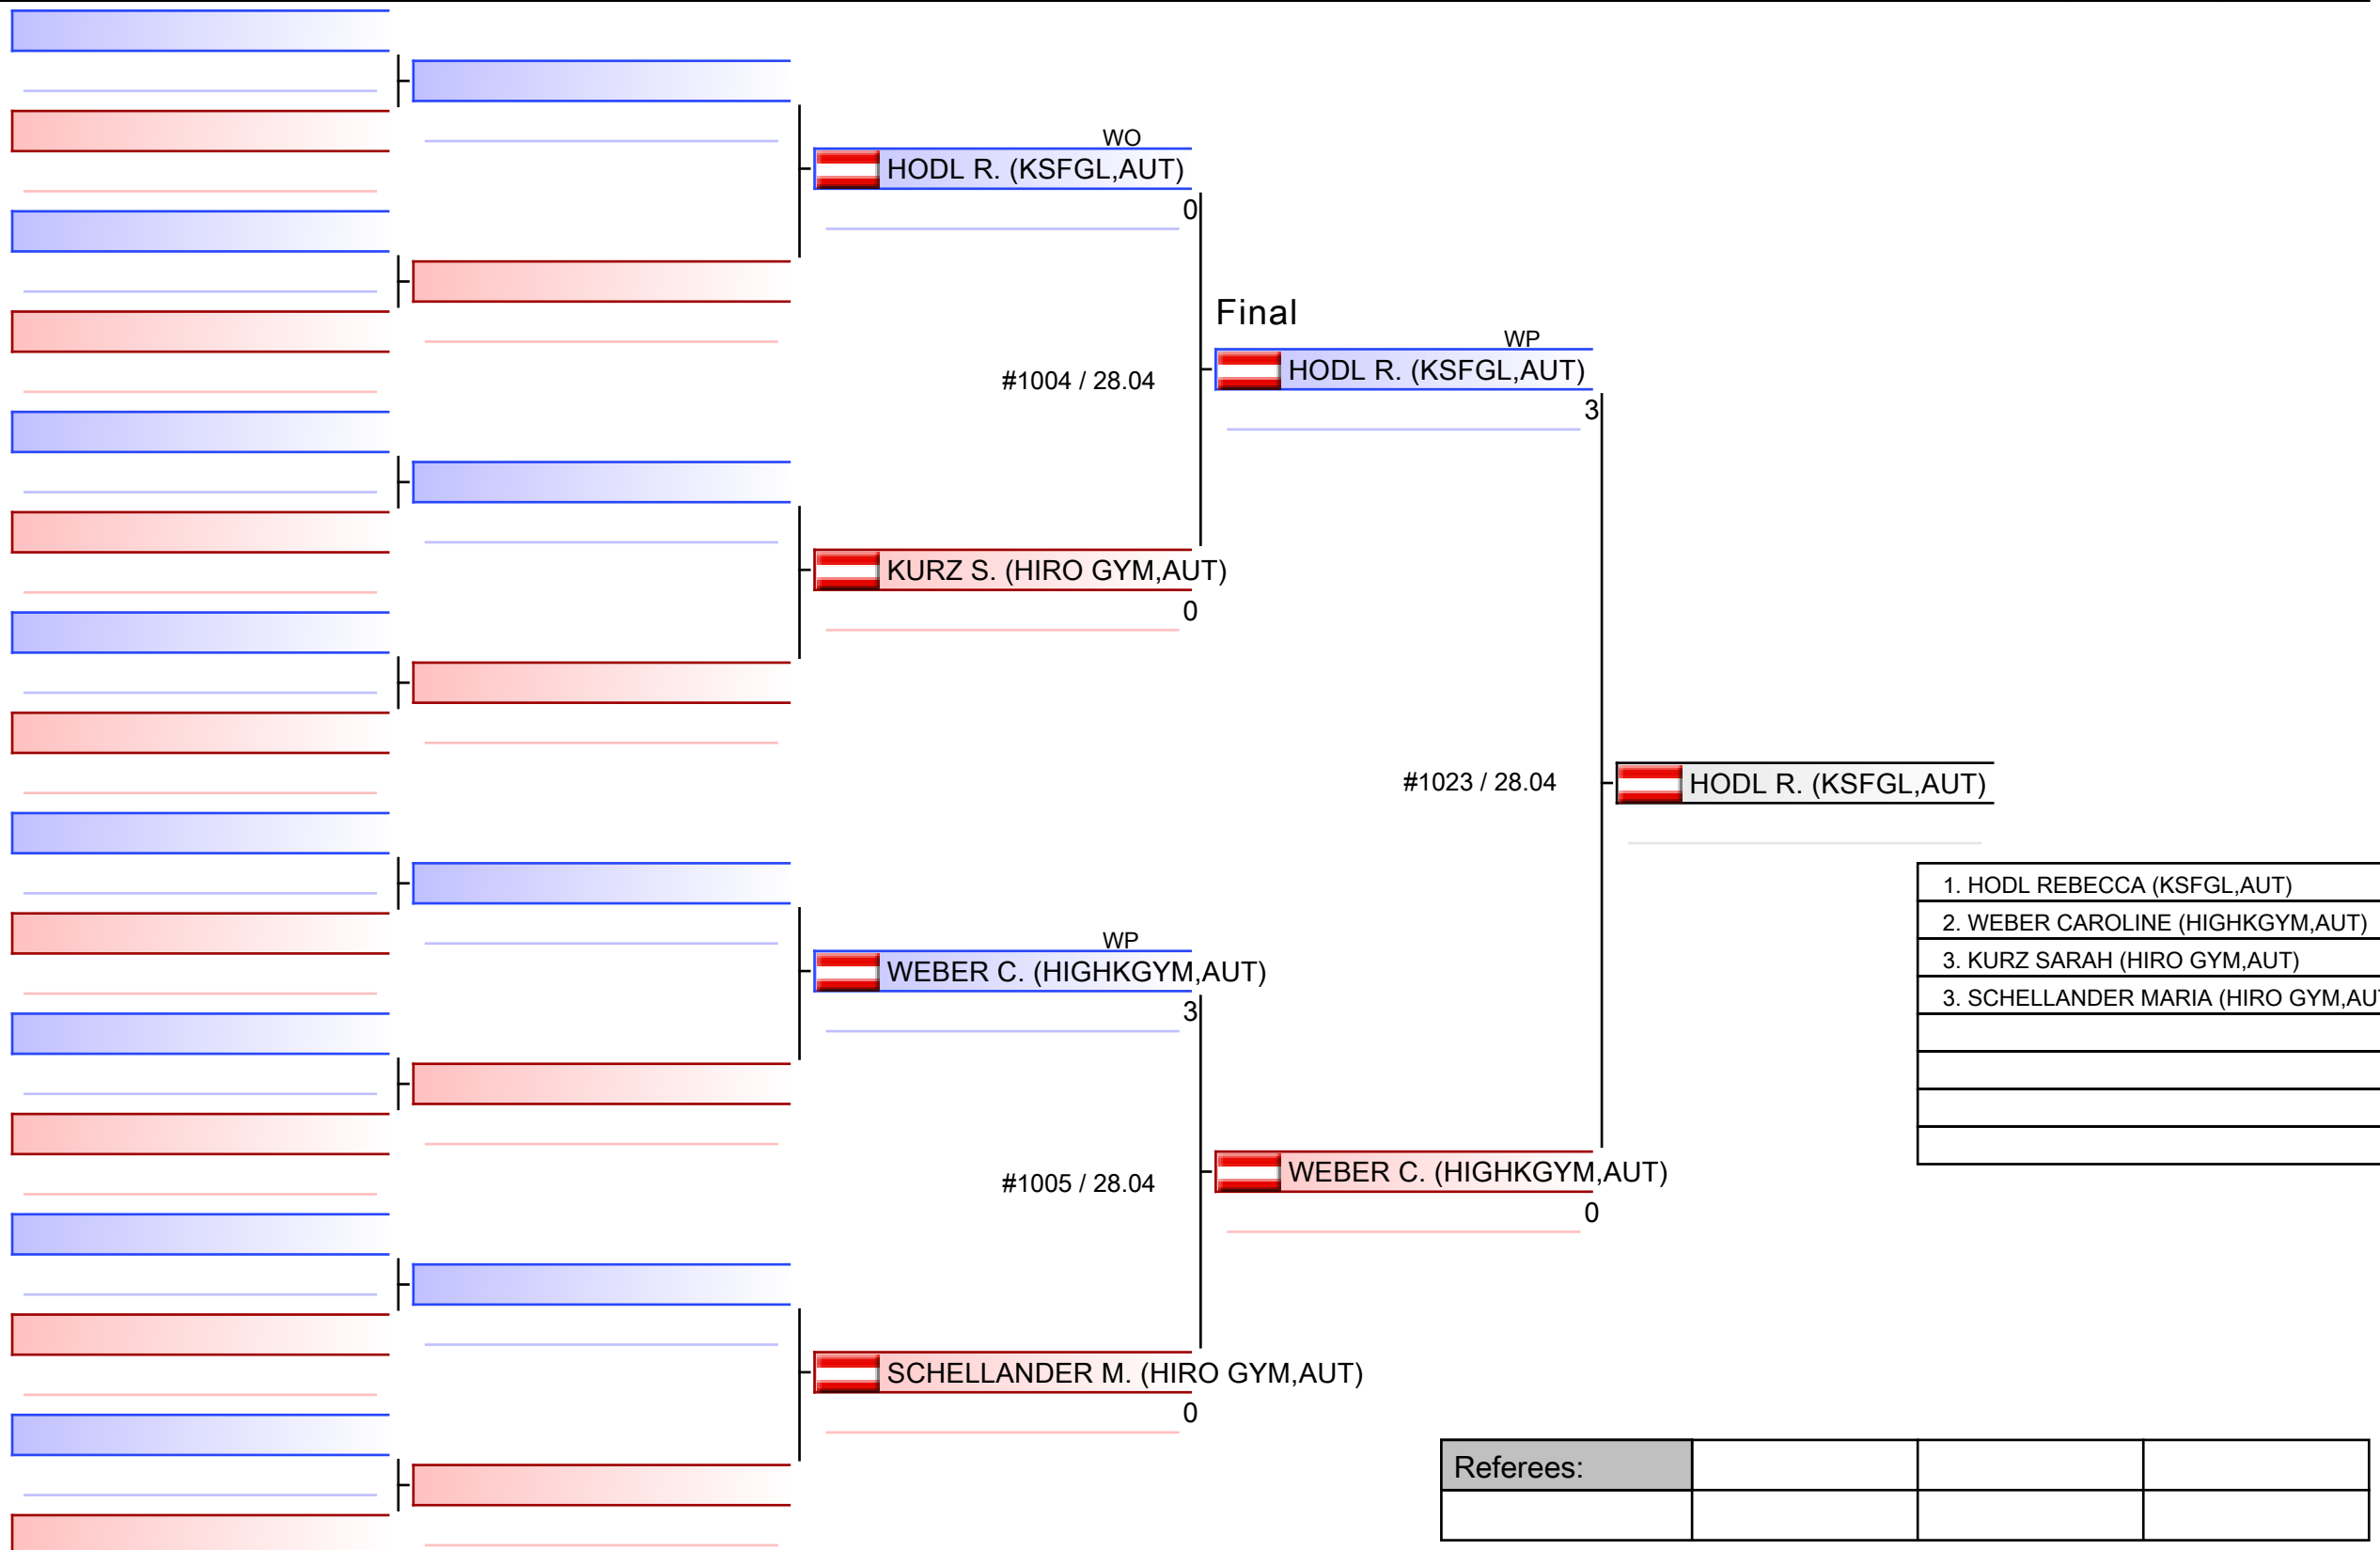 WO
HODL R. (KSFGL,AUT)
0
Final
WP
HODL R. (KSFGL,AUT)
#1004 / 28.04
3
KURZ S. (HIRO GYM,AUT)
0
#1023 / 28.04
HODL R. (KSFGL,AUT)
1. HODL REBECCA (KSFGL,AUT)
2. WEBER CAROLINE (HIGHKGYM,AUT)
3. KURZ SARAH (HIRO GYM,AUT)
3. SCHELLANDER MARIA (HIRO GYM,AU
WP
WEBER C. (HIGHKGYM,AUT)
3
#1005 / 28.04
WEBER C. (HIGHKGYM,AUT)
0
SCHELLANDER M. (HIRO GYM,AUT)
0
Referees: